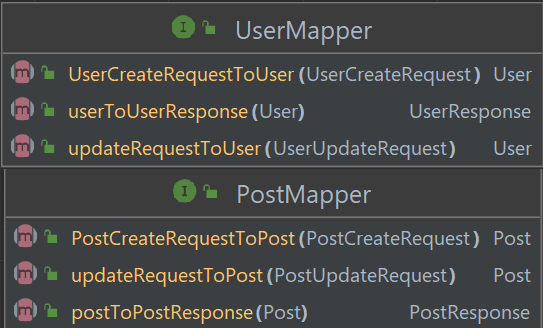 I UserMapper
m UserCreateRequestToUser(UserCreateRequest) User
m userToUserResponse(User) UserResponse
m updateRequestToUser(UserUpdateRequest) User
I PostMapper
m PostCreateRequestToPost(PostCreateRequest) Post
m updateRequestToPost(PostUpdateRequest) Post
m postToPostResponse(Post) PostResponse